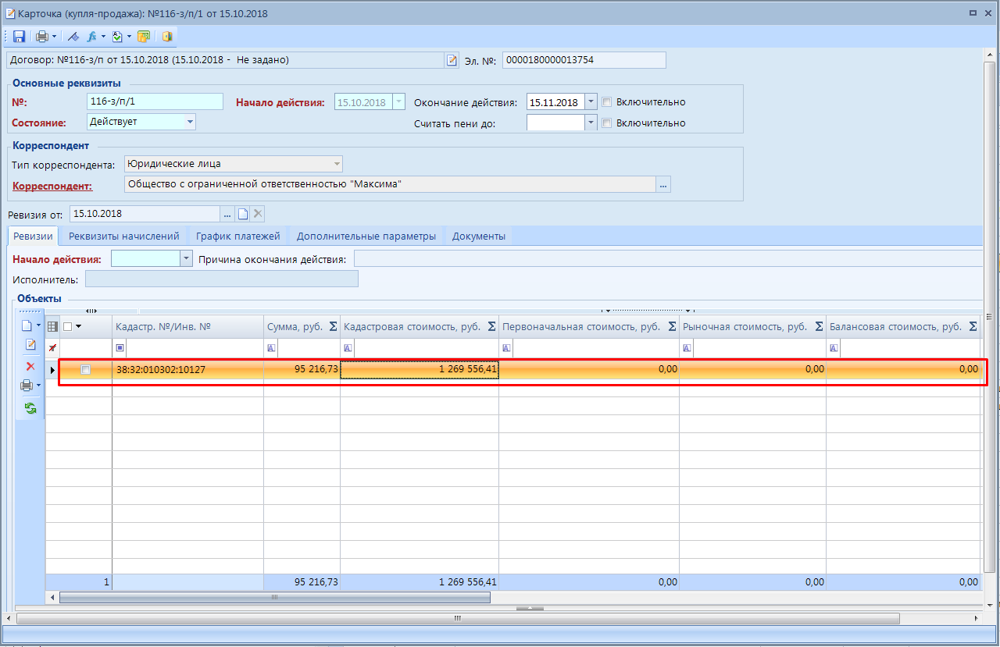 Карточка (купля-продажа): №116-з/п/1 от 15.10.2018
Договор: №116-з/п от 15.10.2018 (15.10.2018 - Не задано) Эл. №: 0000180000013754
Основные реквизиты
№: 116-з/п/1 Начало действия: 15.10.2018 Окончание действия: 15.11.2018 Включительно
Состояние: Действует Считать пени до: Включительно
Корреспондент
Тип корреспондента: Юридические лица
Корреспондент: Общество с ограниченной ответственностью "Максима" ...
Ревизия от: 15.10.2018 ...
Ревизии Реквизиты начислений График платежей Дополнительные параметры Документы
Начало действия: Причина окончания действия:
Исполнитель:
Объекты
Кадастр. №/Инв. № Сумма, руб. Σ Кадастровая стоимость, руб. Σ Первоначальная стоимость, руб. Σ Рыночная стоимость, руб. Σ Балансовая стоимость, руб. Σ
38:32:010302:10127 95 216,73 1 269 556,41 0,00 0,00 0,00
1 95 216,73 1 269 556,41 0,00 0,00 0,00